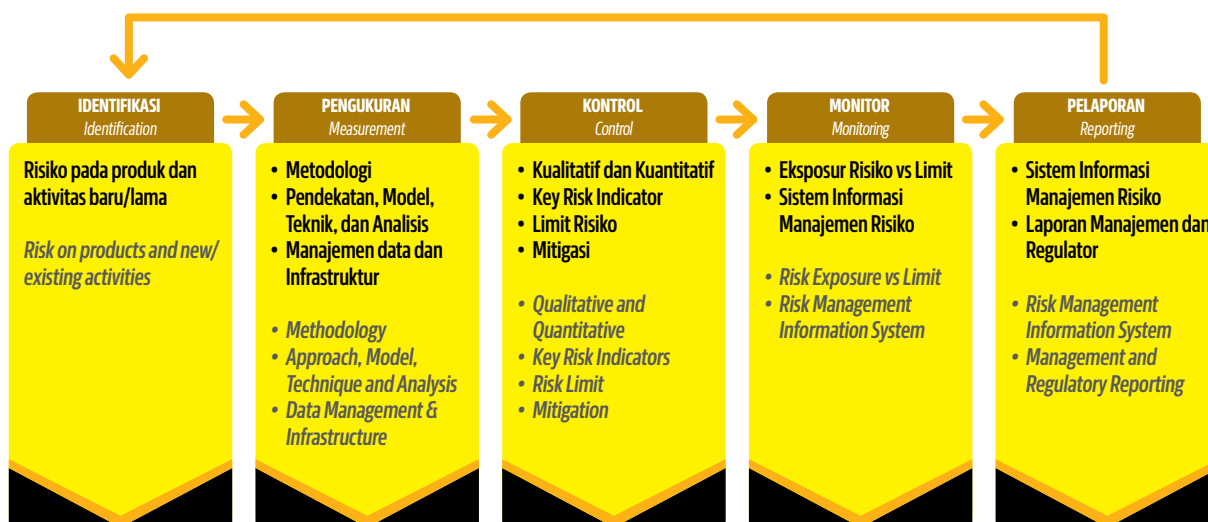 IDENTIFIKASI
Identification
Risiko pada produk dan
aktivitas baru/lama
Risk on products and new/
existing activities
PENGUKURAN
Measurement
• Metodologi
• Pendekatan, Model,
Teknik, dan Analisis
• Manajemen data dan
Infrastruktur
• Methodology
• Approach, Model,
Technique and Analysis
• Data Management &
Infrastructure
KONTROL
Control
• Kualitatif dan Kuantitatif
• Key Risk Indicator
• Limit Risiko
• Mitigasi
• Qualitative and
Quantitative
• Key Risk Indicators
• Risk Limit
• Mitigation
MONITOR
Monitoring
• Eksposur Risiko vs Limit
• Sistem Informasi
Manajemen Risiko
• Risk Exposure vs Limit
• Risk Management
Information System
PELAPORAN
Reporting
• Sistem Informasi
Manajemen Risiko
• Laporan Manajemen dan
Regulator
• Risk Management
Information System
• Management and
Regulatory Reporting